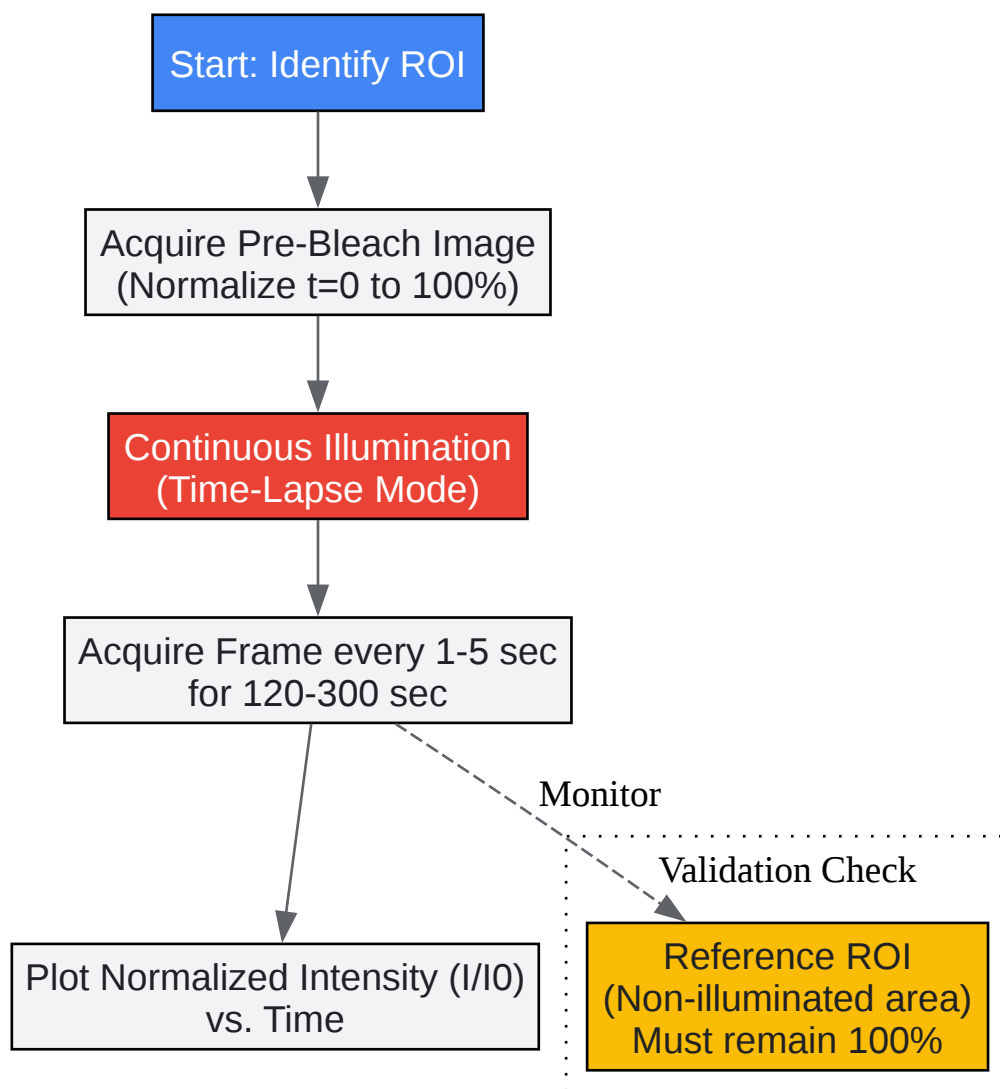 Start: Identify ROI
Acquire Pre-Bleach Image
(Normalize t=0 to 100%)
Continuous Illumination
(Time-Lapse Mode)
Acquire Frame every 1-5 sec
for 120-300 sec
Monitor
Validation Check
Plot Normalized Intensity (I/I0)
vs. Time
Reference ROI
(Non-illuminated area)
Must remain 100%